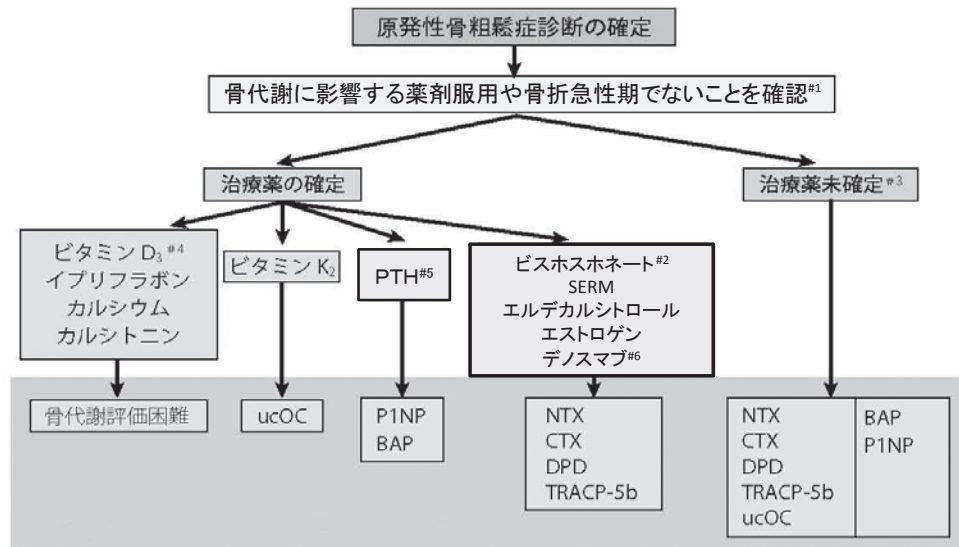 原発性骨粗鬆症診断の確定
骨代謝に影響する薬剤服用や骨折急性期でないことを確認#1
治療薬の確定
治療薬未確定#3
ビタミン D3#4
イプリフラボン
カルシウム
カルシトニン
ビタミン K2
PTH#5
ビスホスホネート#2
SERM
エルデカルシトロール
エストロゲン
デノスマブ#6
骨代謝評価困難
ucOC
P1NP
BAP
NTX
CTX
DPD
TRACP-5b
NTX
CTX
DPD
TRACP-5b
ucOC
BAP
P1NP